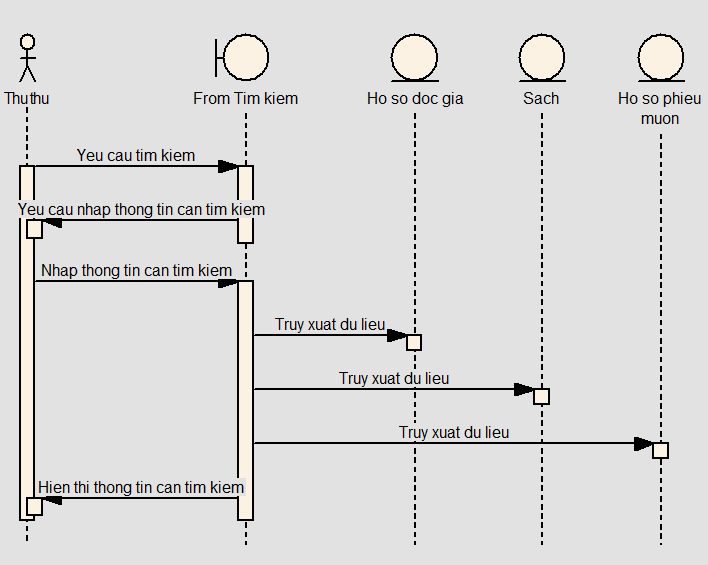 Thuthu
From Tim kiem
Ho so doc gia
Sach
Ho so phieu
muon
Yeu cau tim kiem
Yeu cau nhap thong tin can tim kiem
Nhap thong tin can tim kiem
Truy xuat du lieu
Truy xuat du lieu
Truy xuat du lieu
Hien thi thong tin can tim kiem